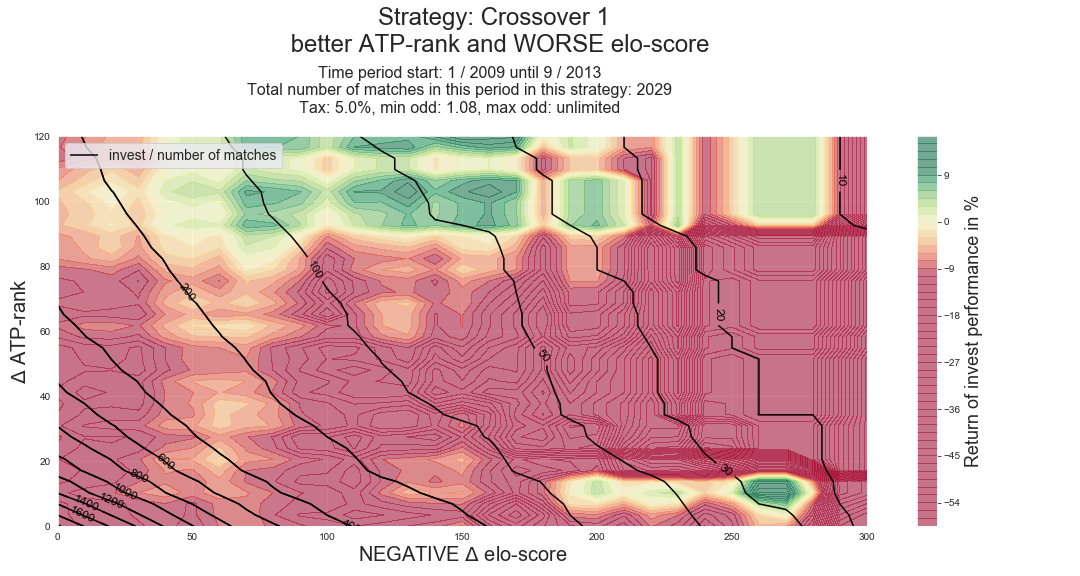 Strategy: Crossover 1
better ATP-rank and WORSE elo-score
Time period start: 1 / 2009 until 9 / 2013
Total number of matches in this period in this strategy: 2029
Tax: 5.0%, min odd: 1.08, max odd: unlimited
invest / number of matches
Δ ATP-rank
120
100
80
60
40
20
0
0 50 100 150 200 250 300
NEGATIVE Δ elo-score
10
20
30
50
100
200
400
600
800
1000
1200
1400
1600
9
0
−9
−18
−27
−36
−45
−54
Return of invest performance in %